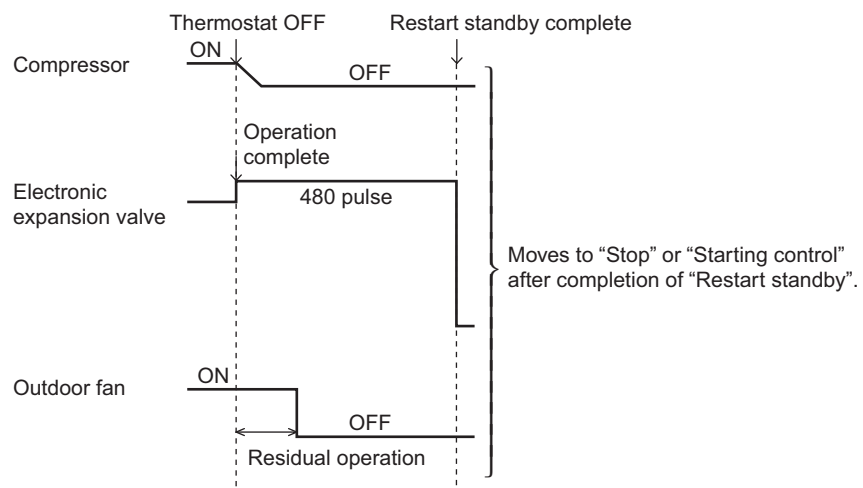 Thermostat OFF
Restart standby complete
ON
Compressor
OFF
Operation
complete
Electronic
expansion valve
480 pulse
Moves to “Stop” or “Starting control”
after completion of “Restart standby”.
ON
Outdoor fan
OFF
Residual operation